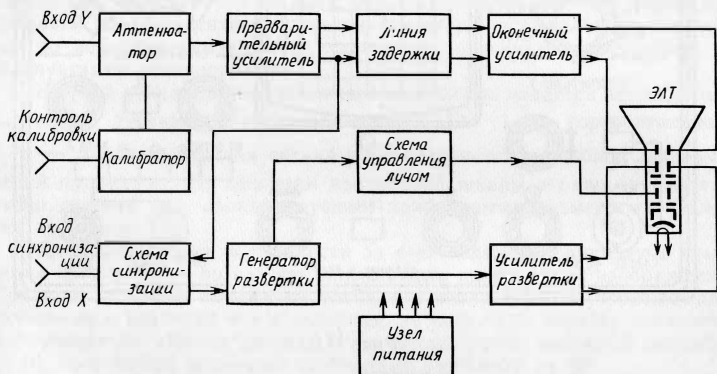 Вход Y
Аттенюа-
тор
Предвари-
тельный
усилитель
Линия
задержки
Оконечный
усилитель
ЭЛТ
Контроль
калибровки
Калибратор
Схема
управления
лучом
Вход
синхрониза-
ции
Вход X
Схема
синхрони-
зации
Генератор
развертки
Усилитель
развертки
Узел
питания